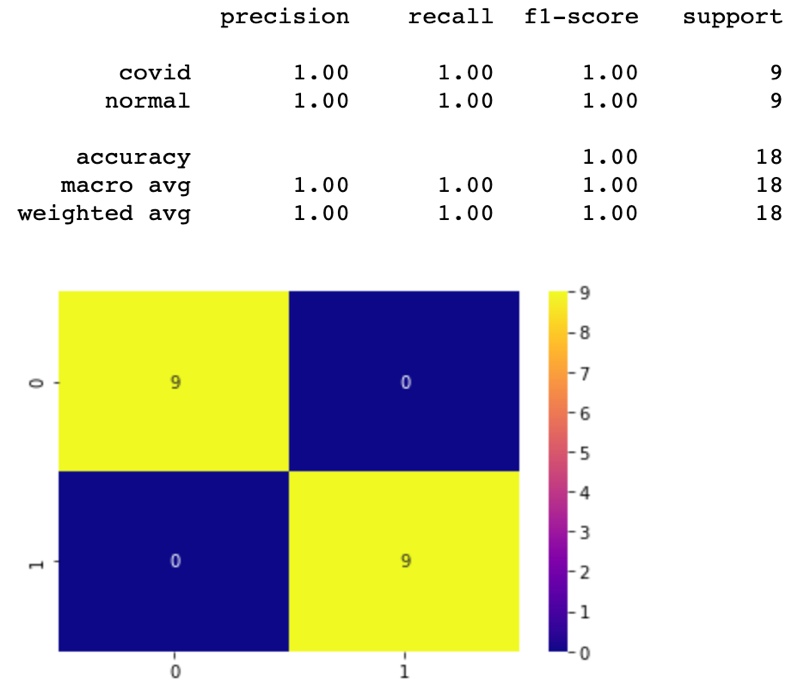 precision recall f1-score support
covid 1.00 1.00 1.00 9
normal 1.00 1.00 1.00 9
accuracy 1.00 18
macro avg 1.00 1.00 1.00 18
weighted avg 1.00 1.00 1.00 18
9
8
7
6
5
4
3
2
1
0
0
9 0
1
0 9
0 1